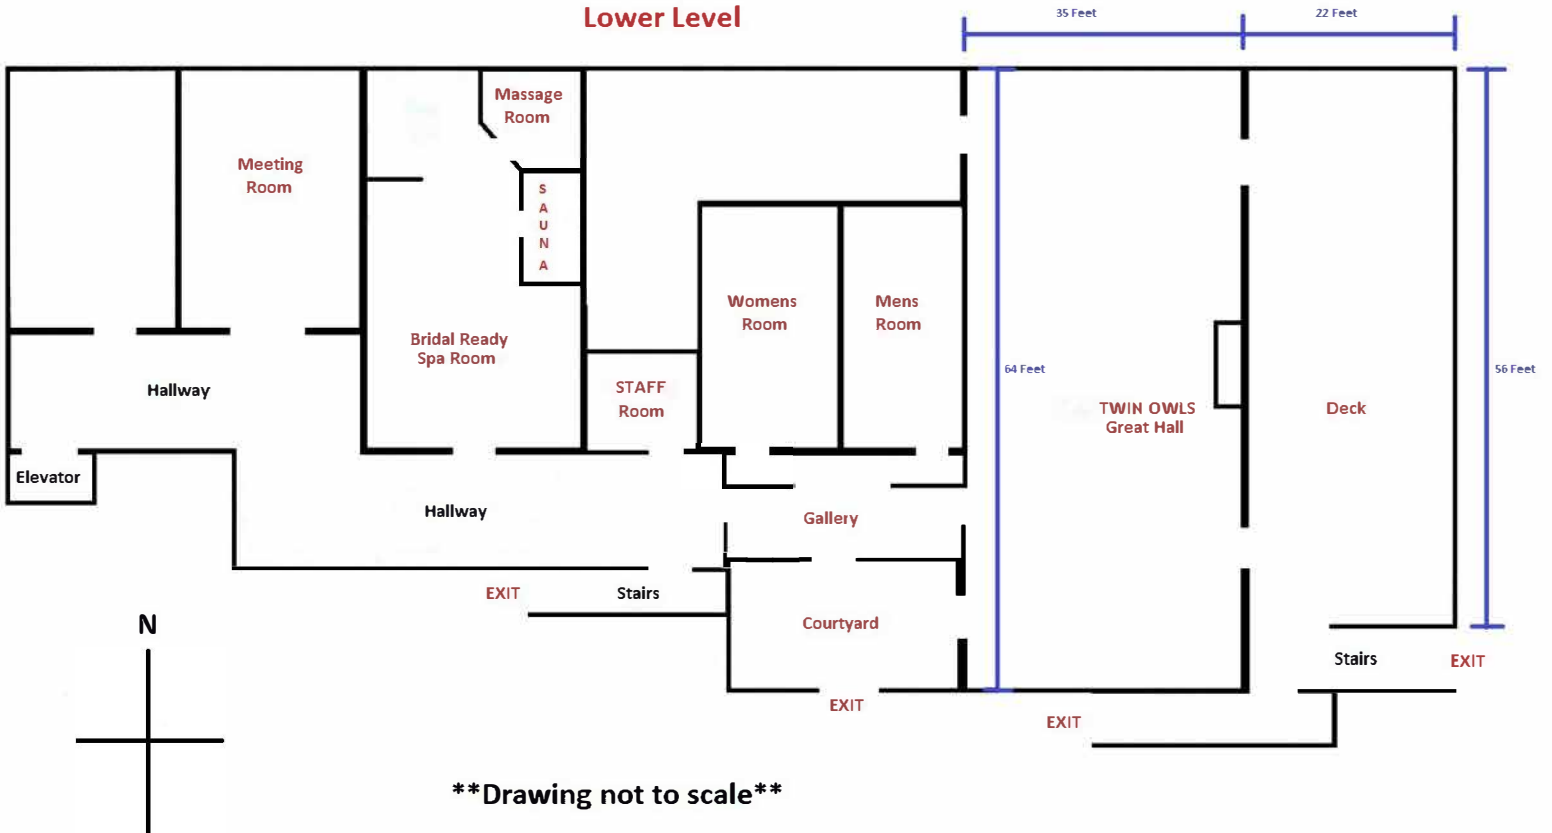 Lower Level
35 Feet
22 Feet
Massage
Room
Meeting
Room
S
A
U
N
A
Womens
Room
Mens
Room
Bridal Ready
Spa Room
64 Feet
56 Feet
STAFF
Room
Hallway
TWIN OWLS
Great Hall
Deck
Elevator
Hallway
Gallery
EXIT
Stairs
Courtyard
N
Stairs
EXIT
EXIT
EXIT
**Drawing not to scale**